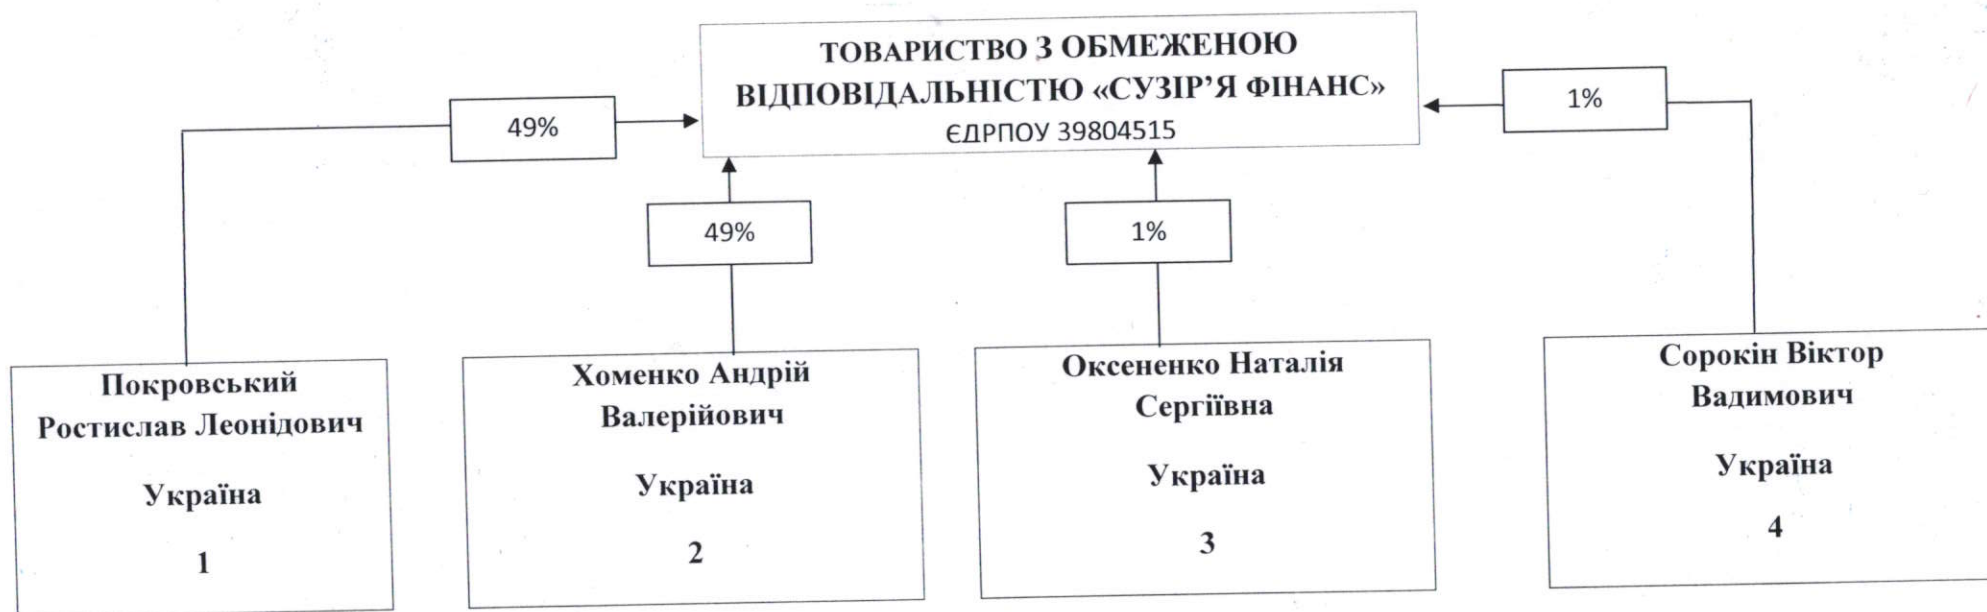 ТОВАРИСТВО З ОБМЕЖЕНОЮ
ВІДПОВІДАЛЬНІСТЮ «СУЗІР’Я ФІНАНС»
ЄДРПОУ 39804515
49%
49%
1%
1%
Покровський
Ростислав Леонідович
Україна
1
Хоменко Андрій
Валерійович
Україна
2
Оксененко Наталія
Сергіївна
Україна
3
Сорокін Віктор
Вадимович
Україна
4